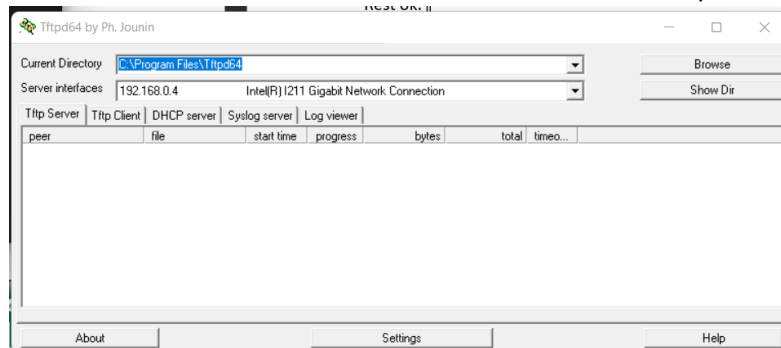 Rest ok.
Tftpd64 by Ph. Jounin
Current Directory C:\Program Files\Tftpd64 Browse
Server interfaces 192.168.0.4 Intel(R) I211 Gigabit Network Connection Show Dir
Tftp Server Tftp Client DHCP server Syslog server Log viewer
peer file start time progress bytes total timeo...
About Settings Help